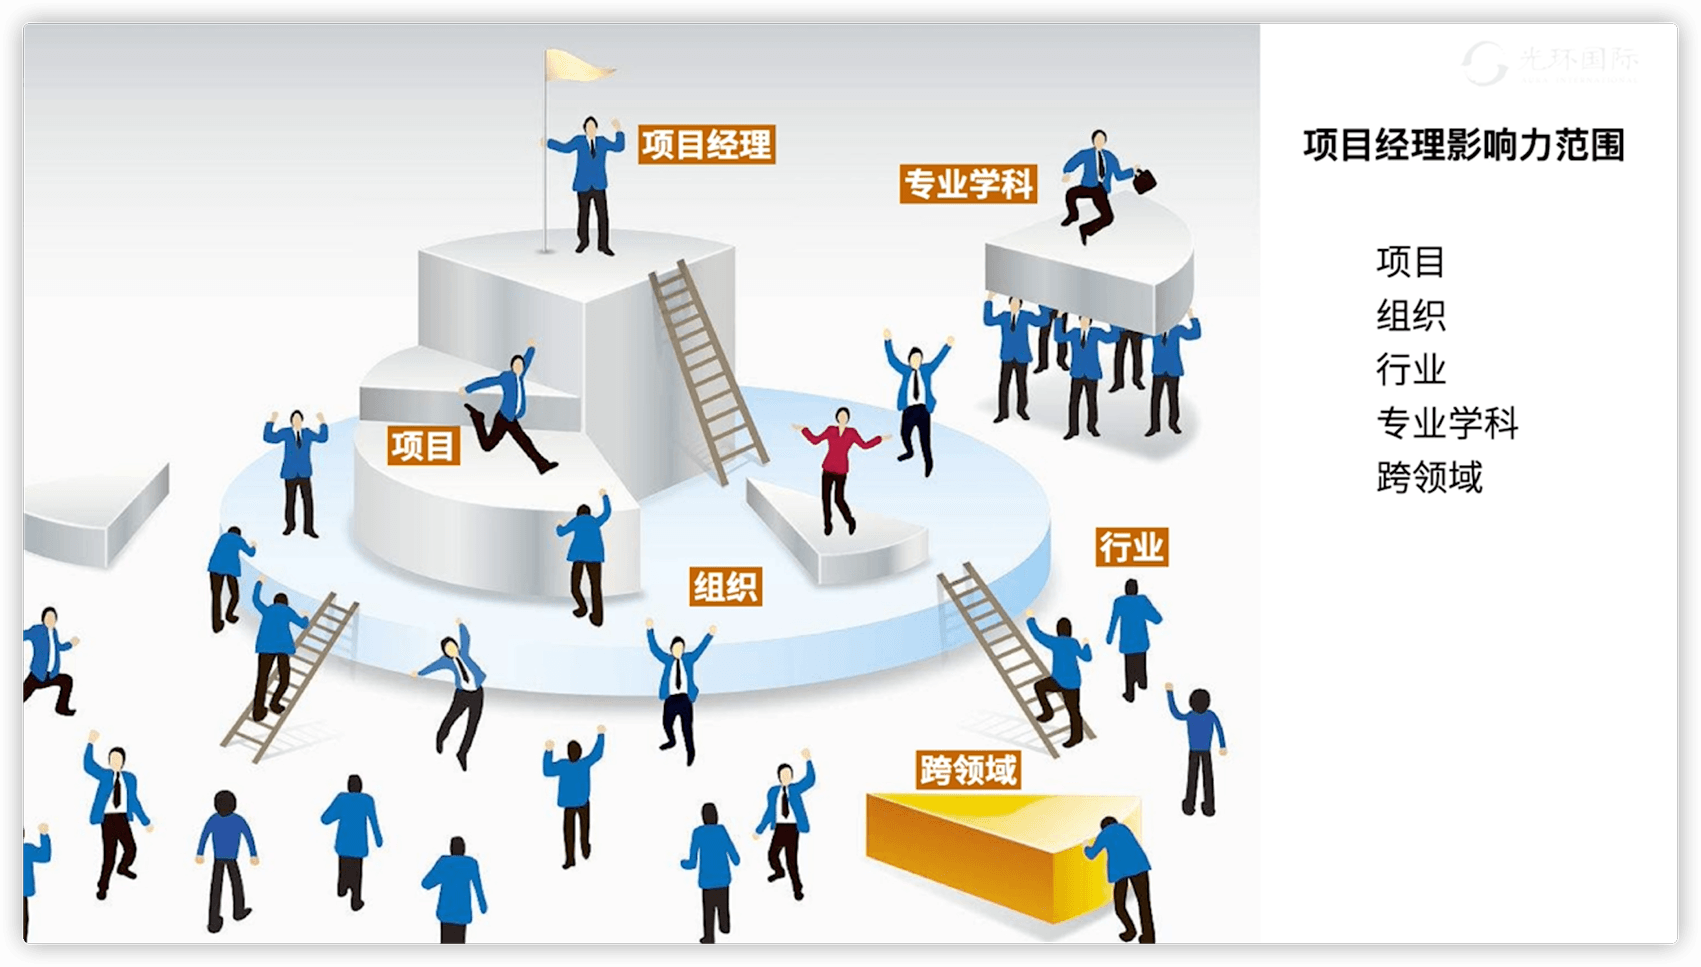 光环国际
项目经理
专业学科
项目
组织
行业
跨领域
项目经理影响力范围
项目
组织
行业
专业学科
跨领域